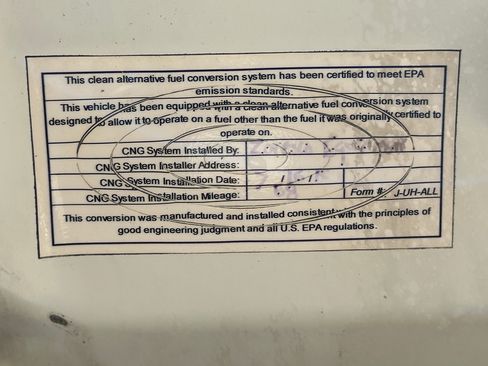 This clean alternative fuel conversion system has been certified to meet EPA
emission standards.
This vehicle has been equipped with a clean alternative fuel conversion system
designed to allow it to operate on a fuel other than the fuel it was originally certified to
operate on.
CNG System Installed By:
CNG System Installer Address:
CNG System Installation Date: / /
CNG System Installation Mileage: Form #: J-UH-ALL
This conversion was manufactured and installed consistent with the principles of
good engineering judgment and all U.S. EPA regulations.